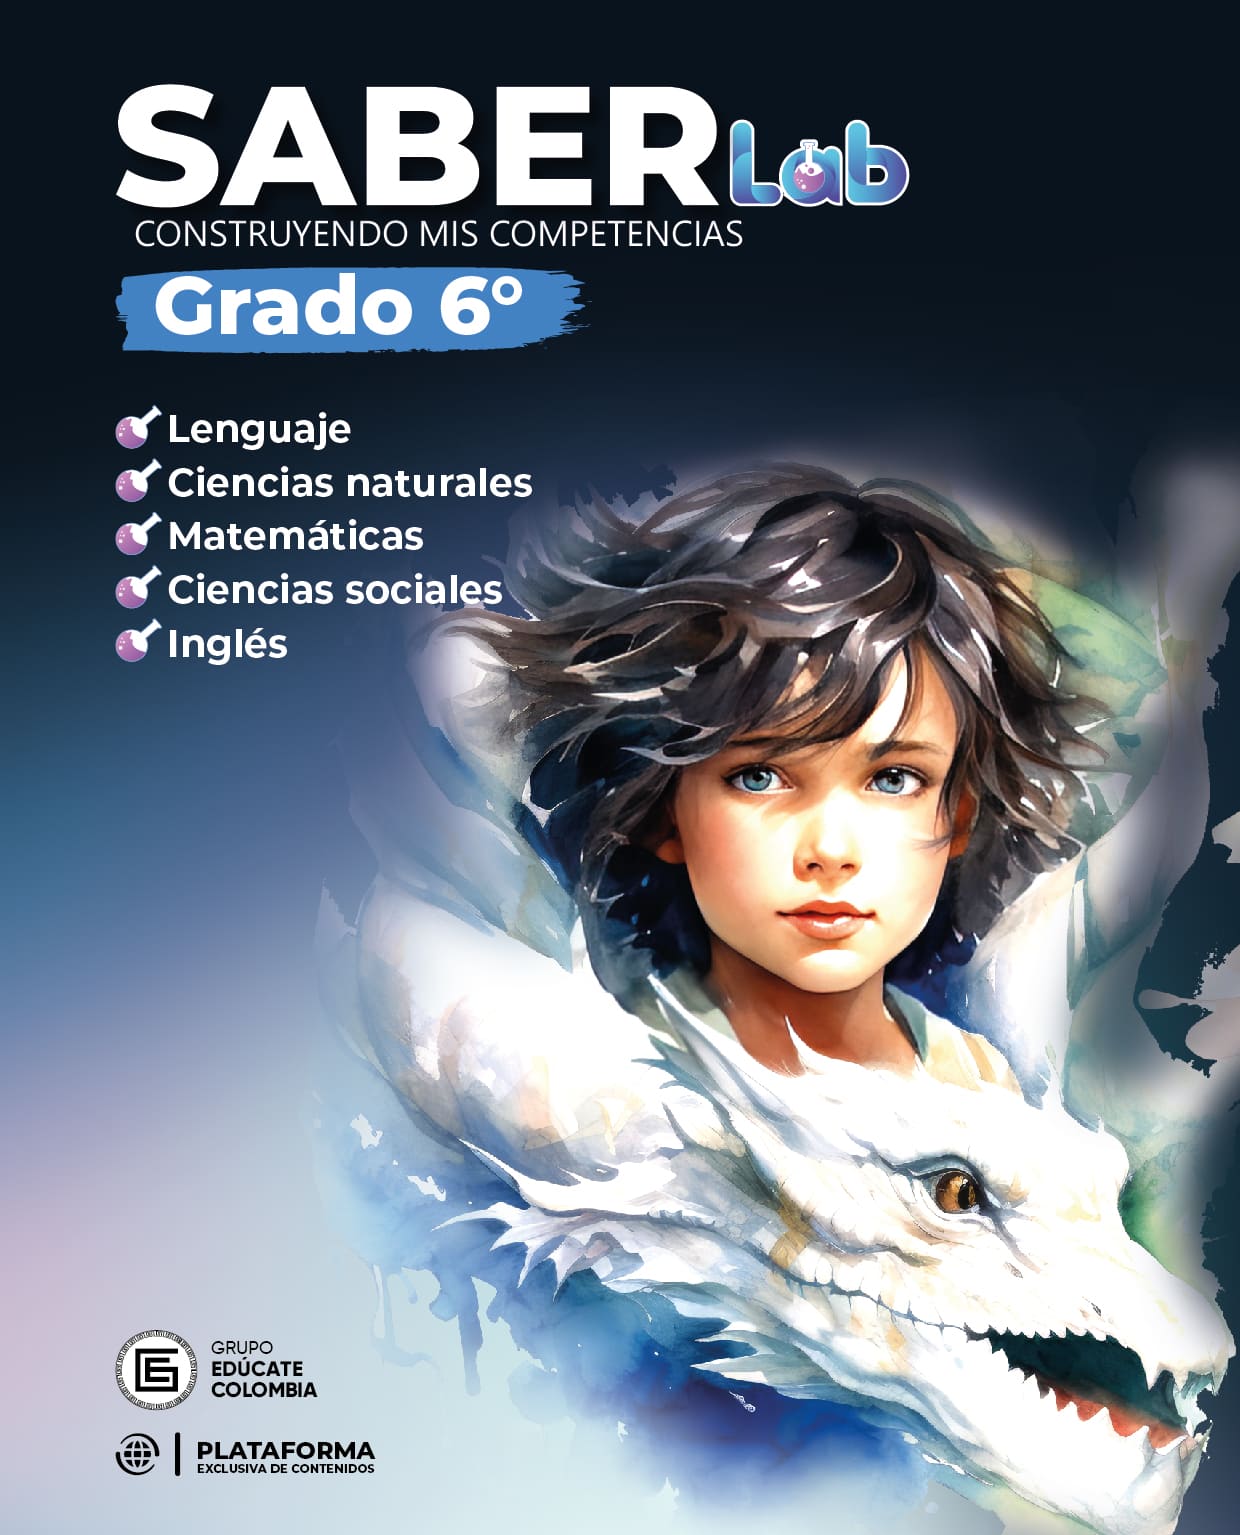 SABER Lab
CONSTRUYENDO MIS COMPETENCIAS
Grado 6°
Lenguaje
Ciencias naturales
Matemáticas
Ciencias sociales
Inglés
GRUPO
EDÚCATE
COLOMBIA
PLATAFORMA
EXCLUSIVA DE CONTENIDOS